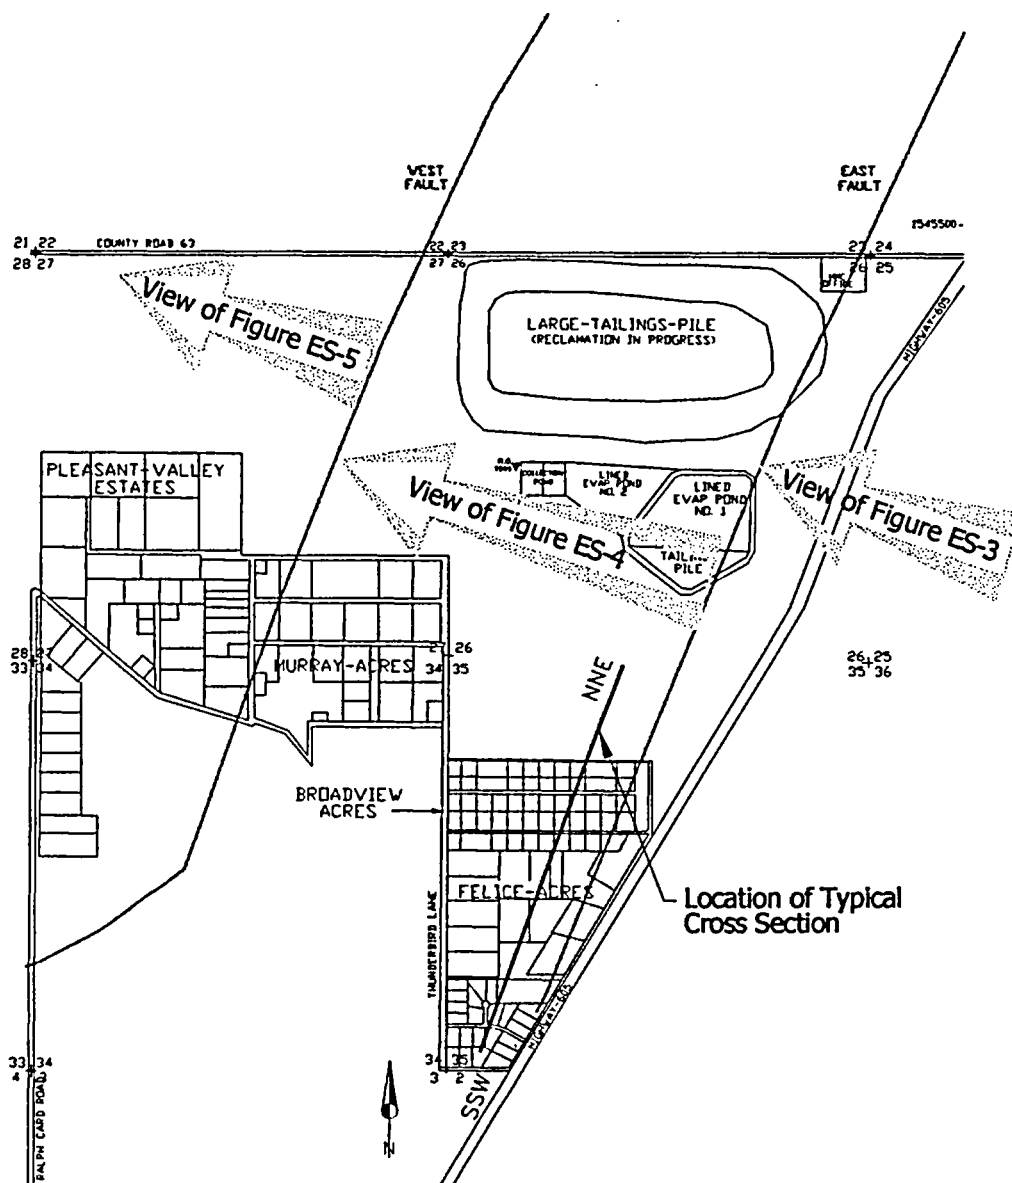 WEST
FAULT
EAST
FAULT
1545500-
21 22
28 27
COUNTY ROAD 63
22 23
27 26
23 24
26 25
LARGE-TAILINGS-PILE
(RECLAMATION IN PROGRESS)
HIGHWAY-605
View of Figure ES-5
PLEASANT-VALLEY
ESTATES
COLLECTION
POND
LINED
EVAP POND
NO. 2
LINED
EVAP POND
NO. 1
View of Figure ES-4
View of Figure ES-3
PILE
28 27
33 34
26
34 35
MURRAY-ACRES
26 25
35 36
NNE
BROADVIEW
ACRES
FELICE-ACRES
Location of Typical
Cross Section
THUNDERBIRD LANE
HIGHWAY-605
33 34
4
34 35
3 2
SSW
RALPH CARD ROAD
N